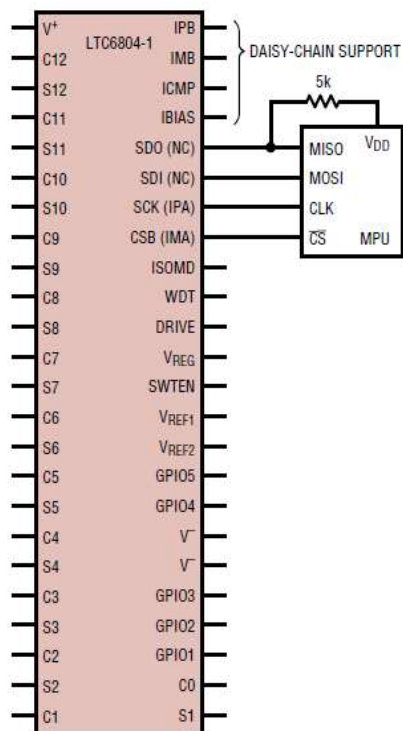 LTC6804-1
V+
C12
S12
C11
S11
C10
S10
C9
S9
C8
S8
C7
S7
C6
S6
C5
S5
C4
S4
C3
S3
C2
S2
C1
IPB
IMB
ICMP
IBIAS
SDO (NC)
SDI (NC)
SCK (IPA)
CSB (IMA)
ISOMD
WDT
DRIVE
VREG
SWTEN
VREF1
VREF2
GPIO5
GPIO4
V–
V–
GPIO3
GPIO2
GPIO1
C0
S1
DAISY-CHAIN SUPPORT
5k
MISO VDD
MOSI
CLK
C̅S̅ MPU